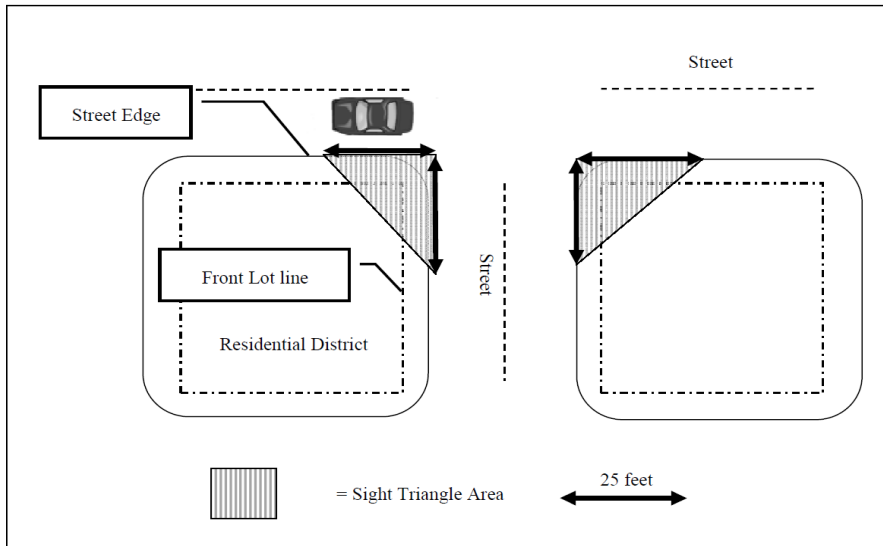 Street
Street Edge
Street
Front Lot line
Residential District
= Sight Triangle Area
25 feet